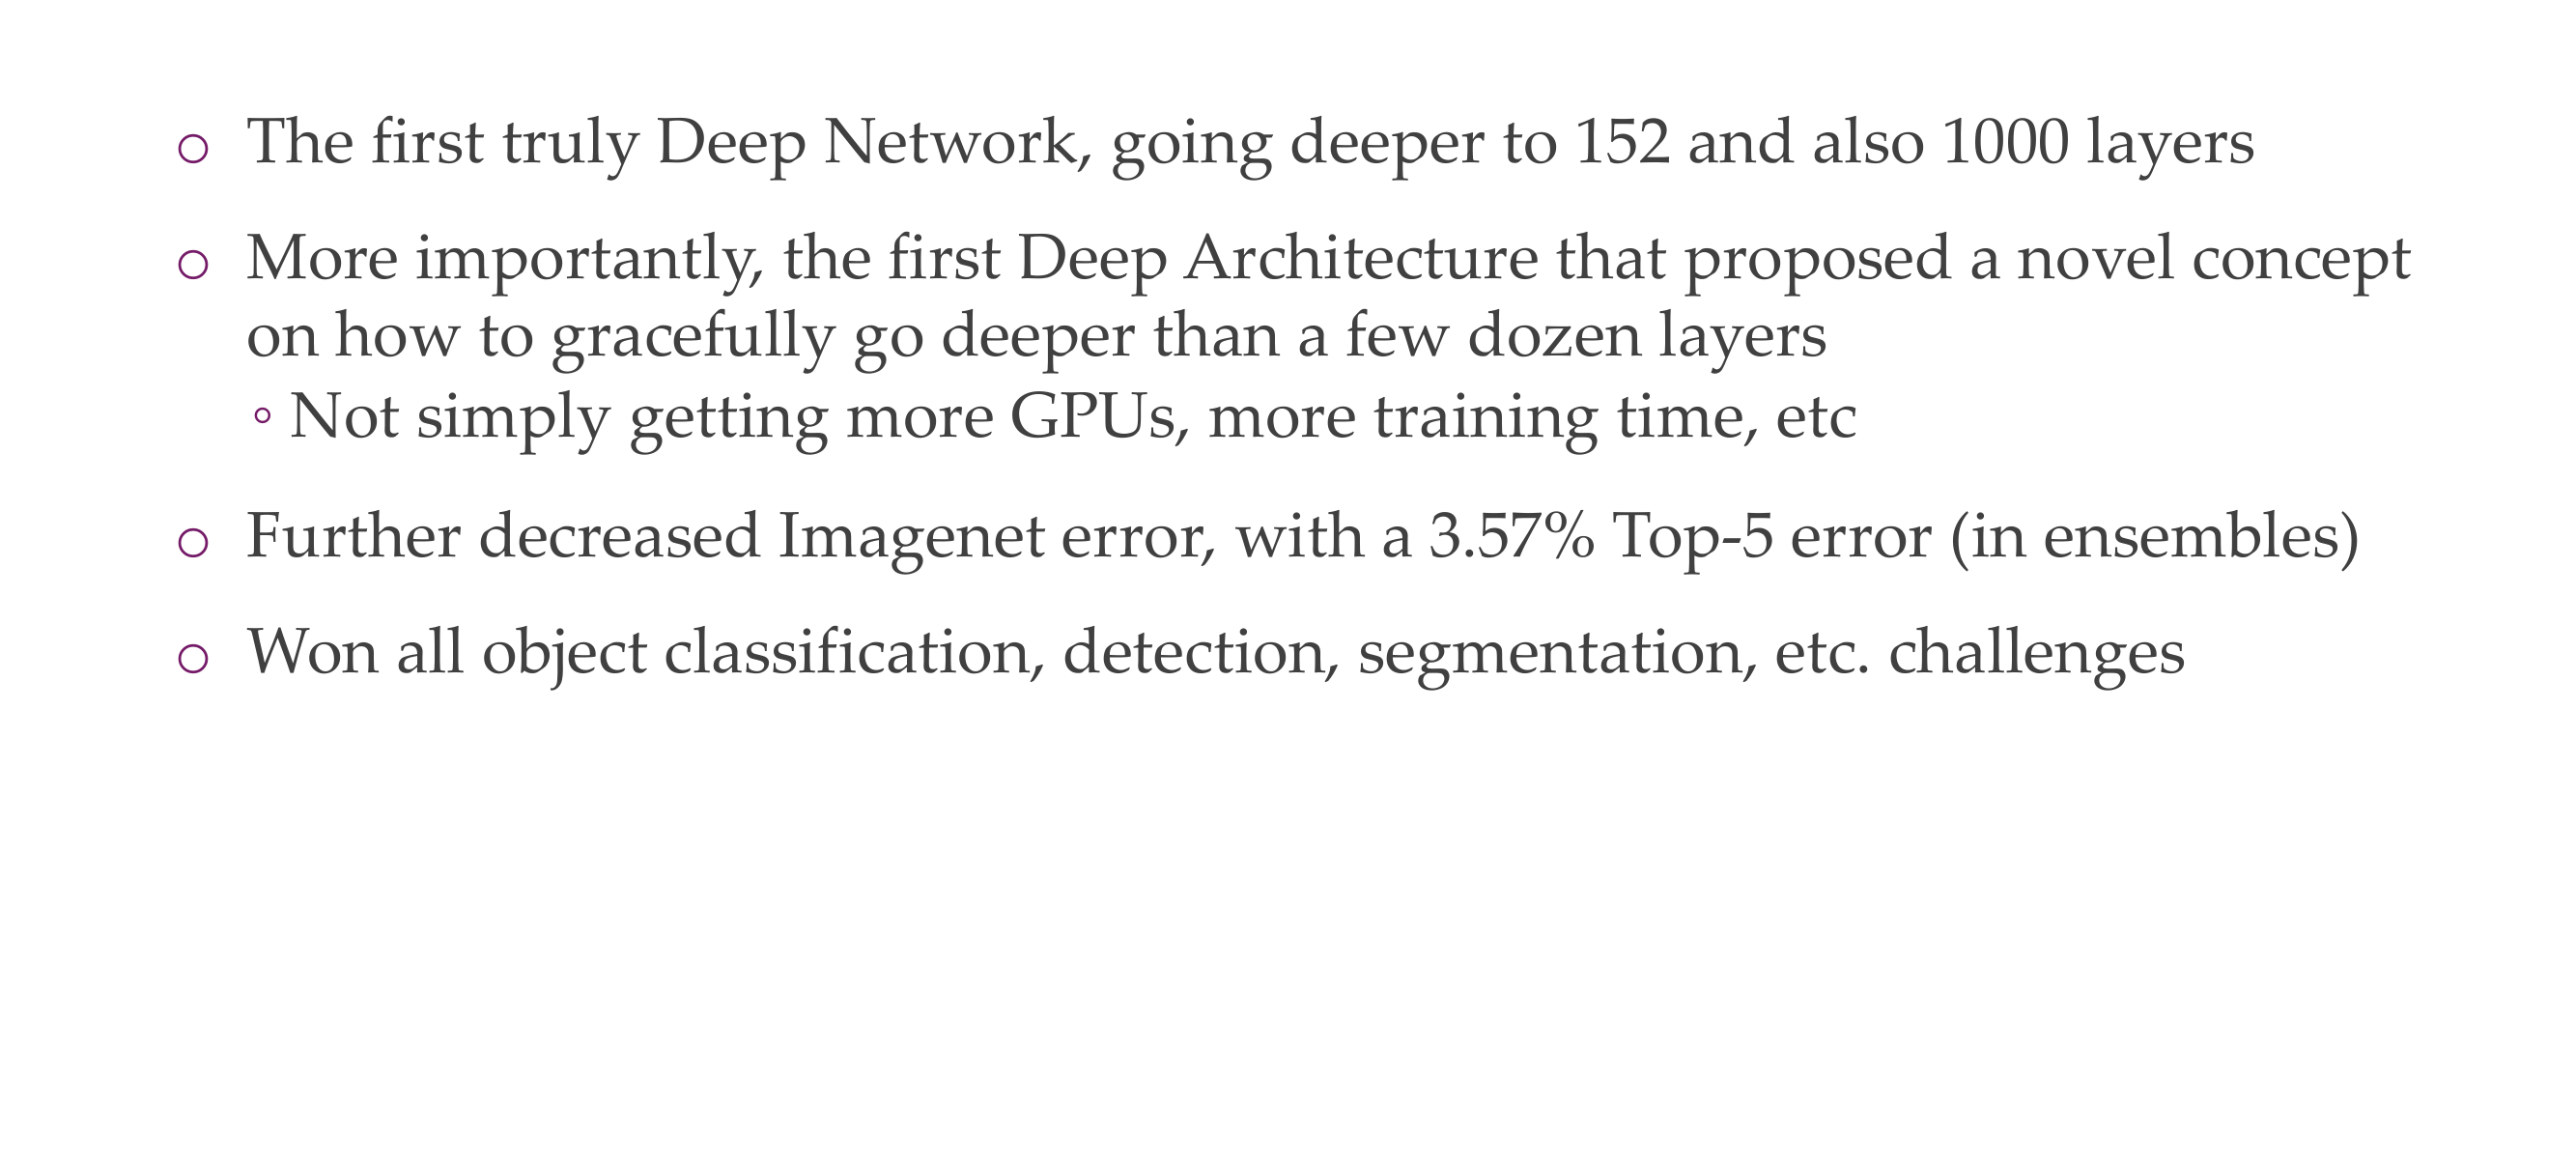 The first truly Deep Network, going deeper to 152 and also 1000 layers
More importantly, the first Deep Architecture that proposed a novel concept
on how to gracefully go deeper than a few dozen layers
Not simply getting more GPUs, more training time, etc
Further decreased Imagenet error, with a 3.57% Top-5 error (in ensembles)
Won all object classification, detection, segmentation, etc. challenges